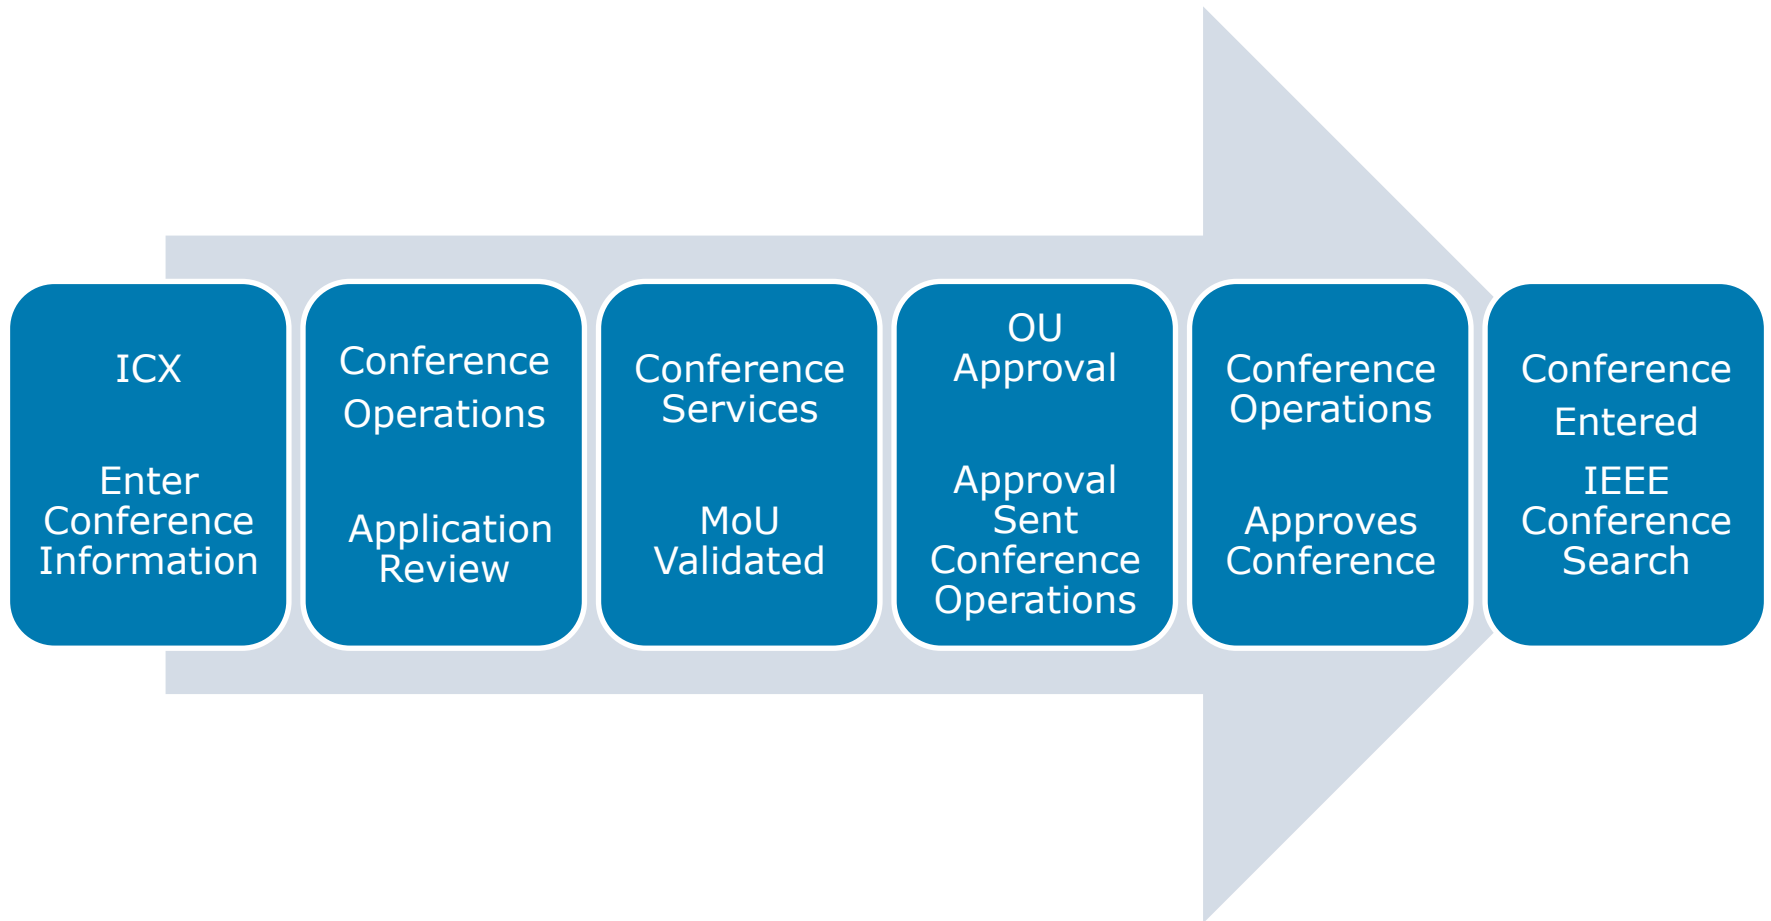 ICX
Enter
Conference
Information
Conference
Operations
Application
Review
Conference
Services
MoU
Validated
OU
Approval
Approval
Sent
Conference
Operations
Conference
Operations
Approves
Conference
Conference
Entered
IEEE
Conference
Search